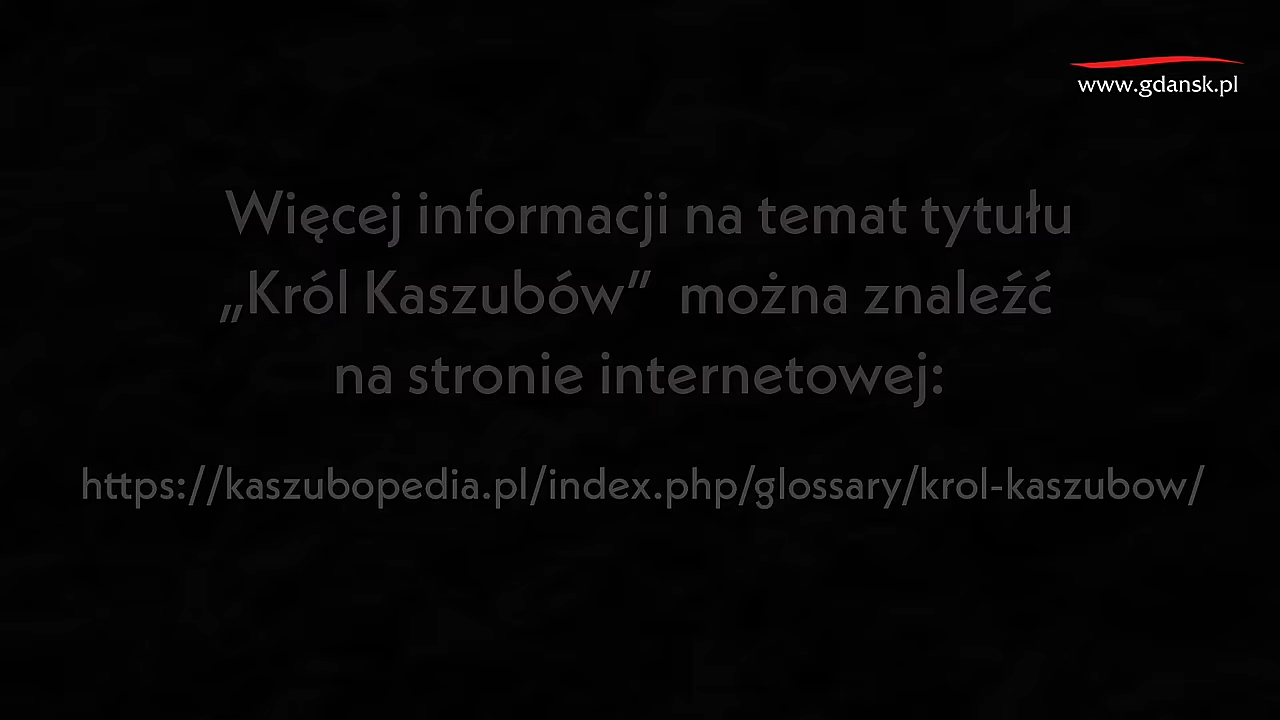 www.gdansk.pl
Więcej informacji na temat tytułu
„Król Kaszubów” można znaleźć
na stronie internetowej:
https://kaszubopedia.pl/index.php/glossary/krol-kaszubow/